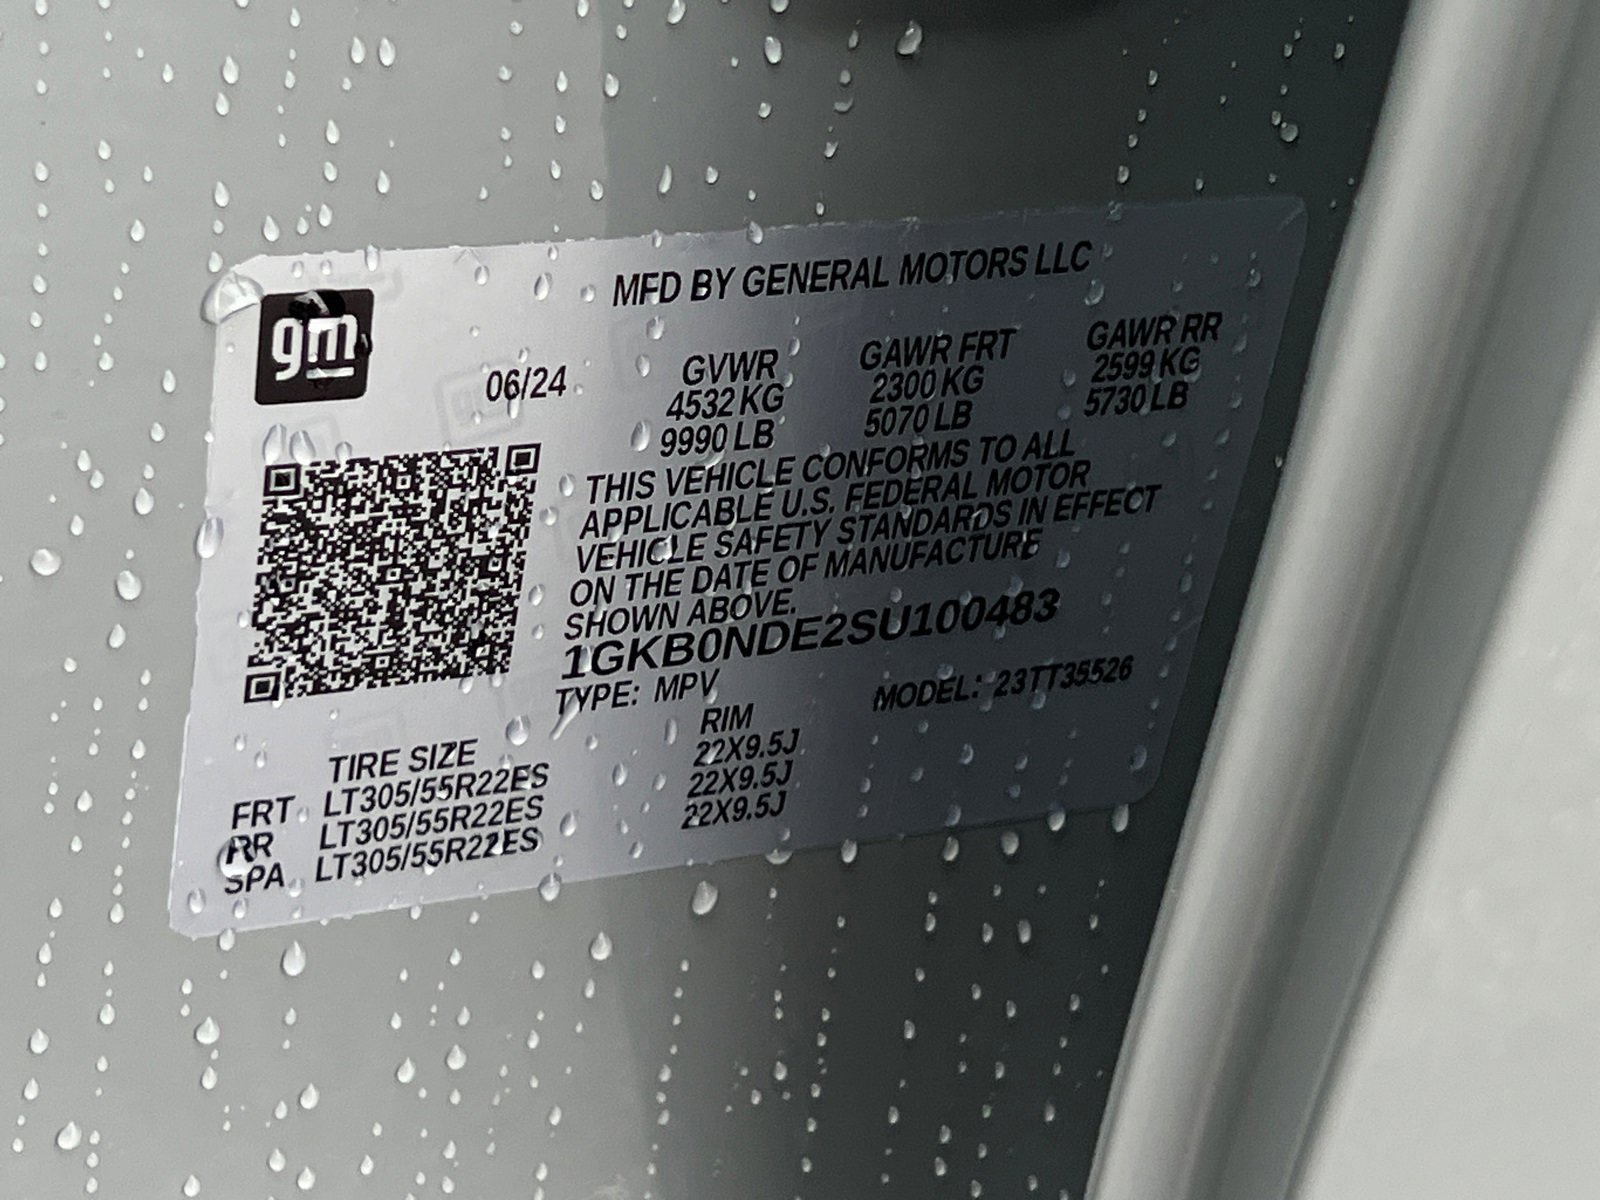 MFD BY GENERAL MOTORS LLC
gm
06/24
GVWR GAWR FRT GAWR RR
4532 KG 2300 KG 2599 KG
9990 LB 5070 LB 5730 LB
THIS VEHICLE CONFORMS TO ALL
APPLICABLE U.S. FEDERAL MOTOR
VEHICLE SAFETY STANDARDS IN EFFECT
ON THE DATE OF MANUFACTURE
SHOWN ABOVE.
1GKB0NDE2SU100483
TYPE: MPV MODEL: 23TT35526
TIRE SIZE RIM
FRT LT305/55R22ES 22X9.5J
RR LT305/55R22ES 22X9.5J
SPA LT305/55R22ES 22X9.5J